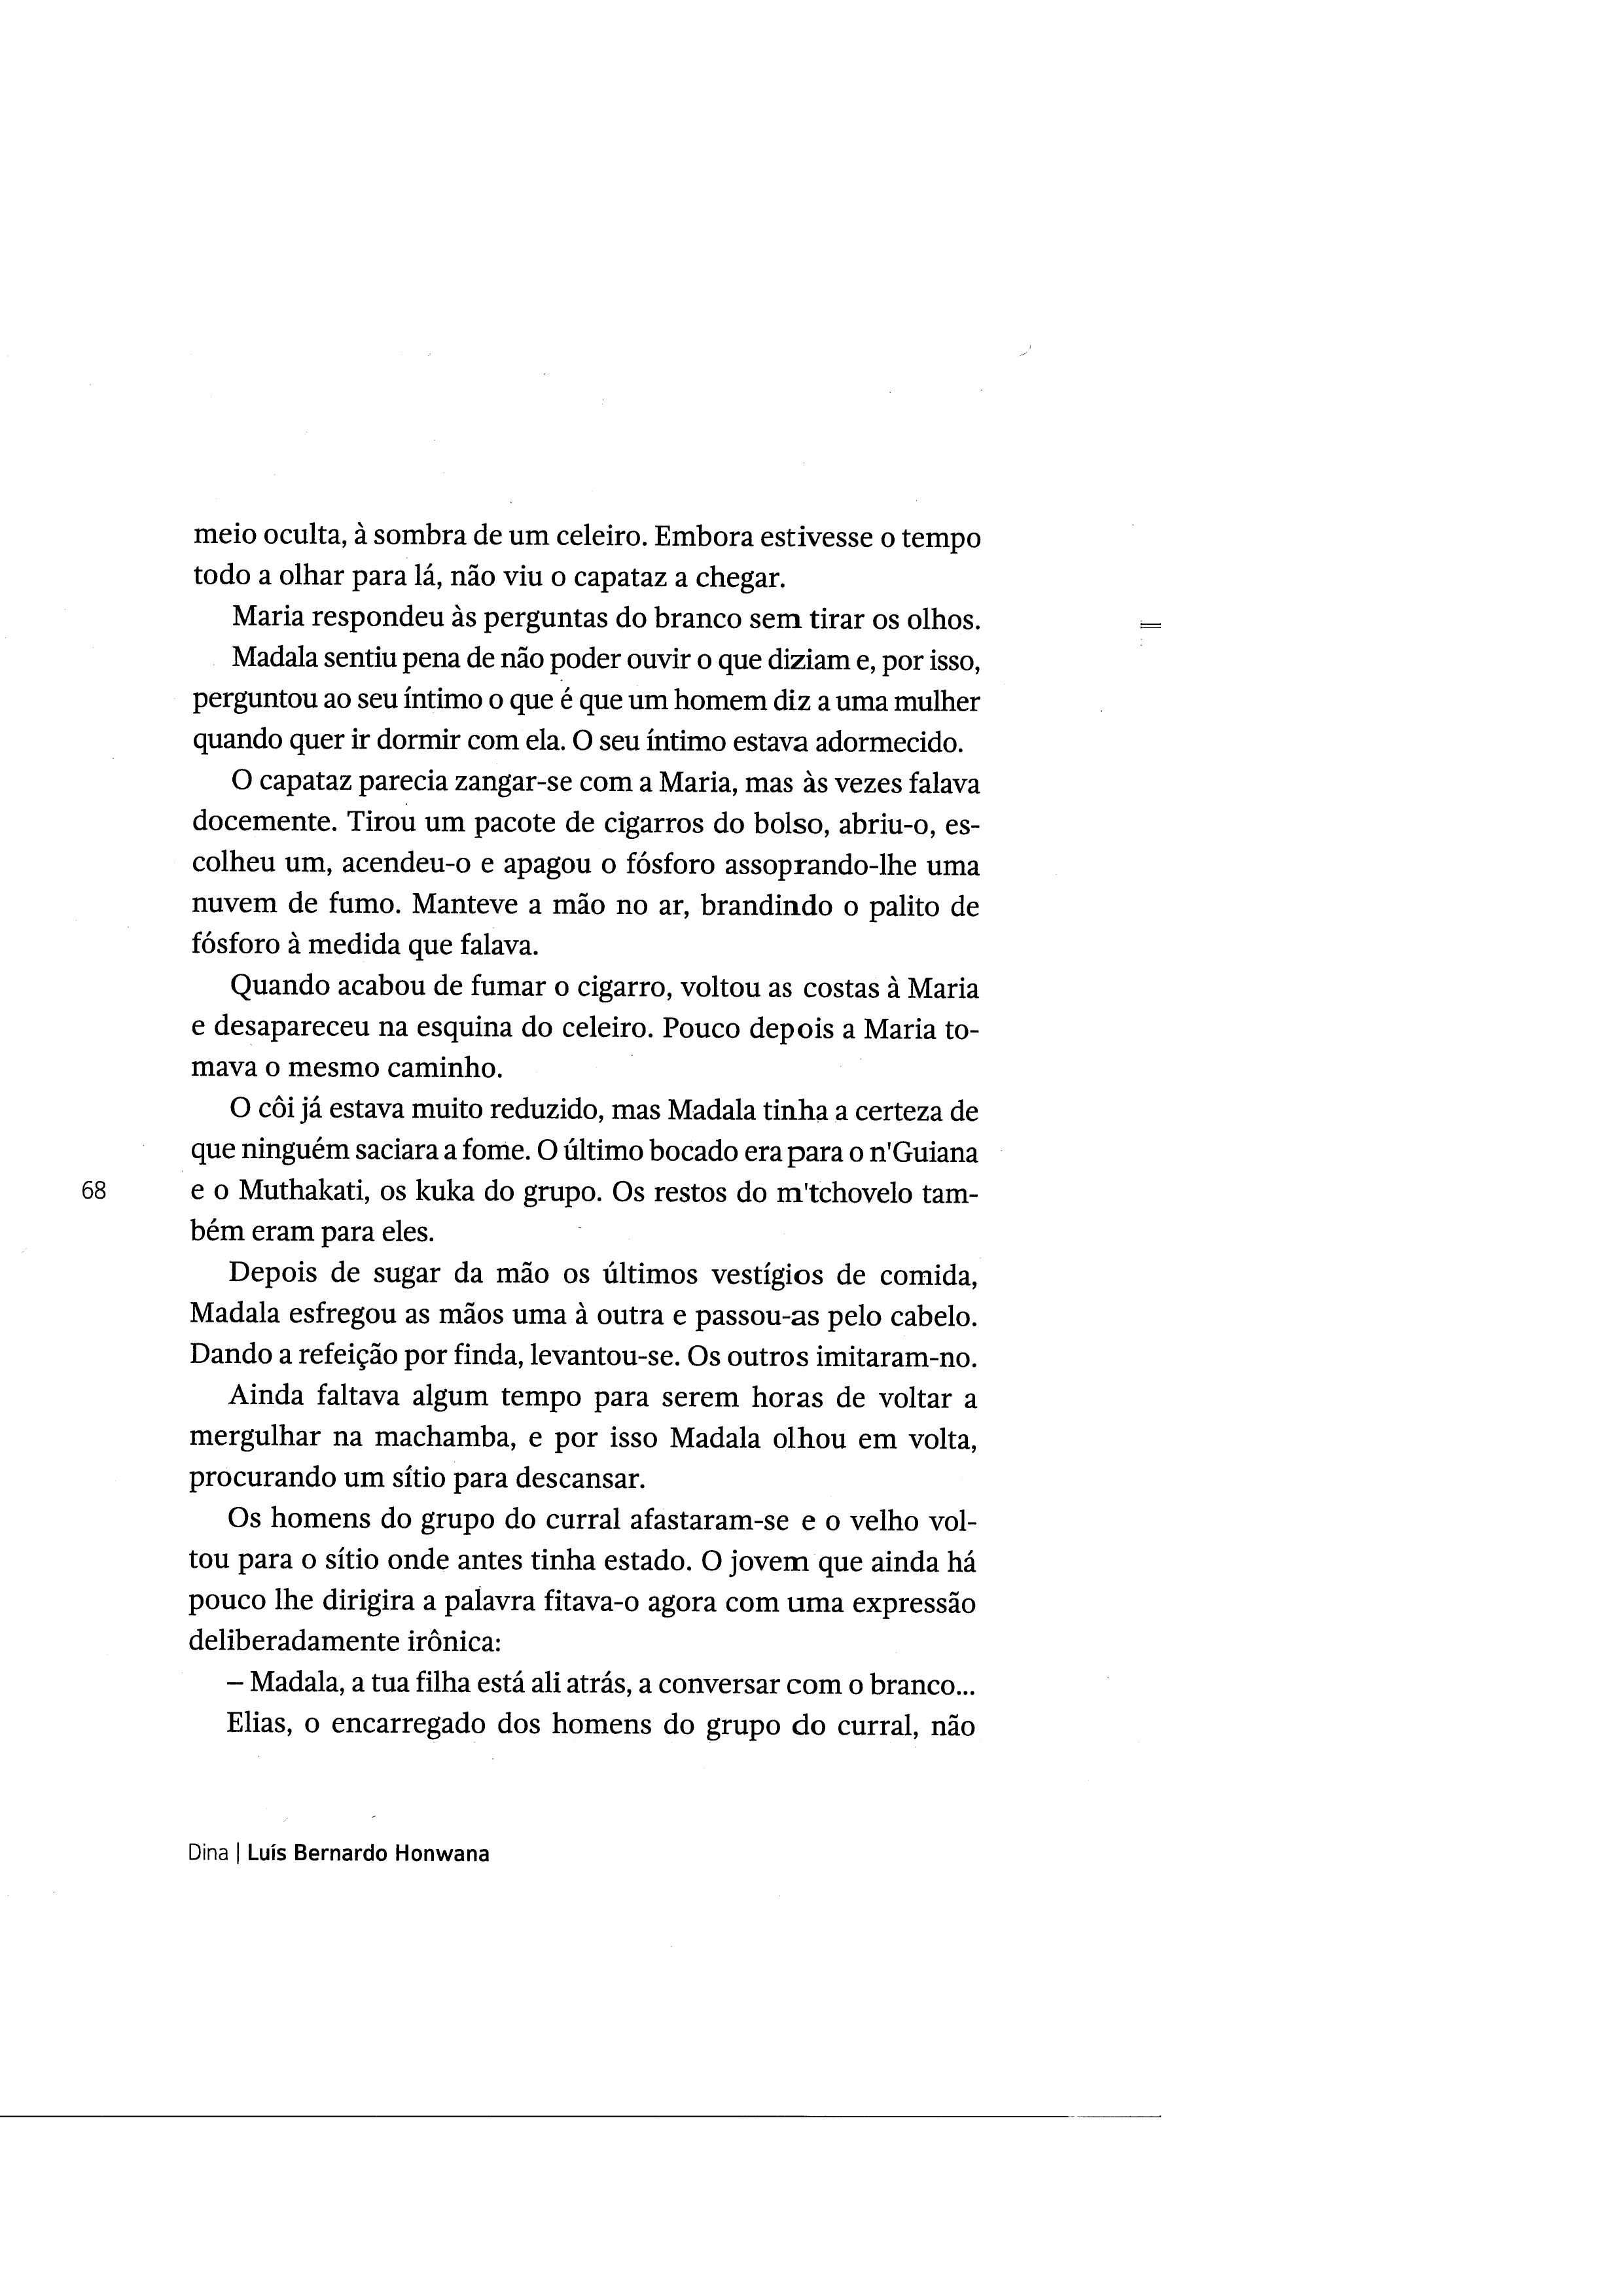 meio oculta, à sombra de um celeiro. Embora estivesse o tempo
todo a olhar para lá, não viu o capataz a chegar.
Maria respondeu às perguntas do branco sem tirar os olhos.
Madala sentiu pena de não poder ouvir o que diziam e, por isso,
perguntou ao seu íntimo o que é que um homem diz a uma mulher
quando quer ir dormir com ela. O seu íntimo estava adormecido.
O capataz parecia zangar-se com a Maria, mas às vezes falava
docemente. Tirou um pacote de cigarros do bolso, abriu-o, es-
colheu um, acendeu-o e apagou o fósforo assoprando-lhe uma
nuvem de fumo. Manteve a mão no ar, brandindo o palito de
fósforo à medida que falava.
Quando acabou de fumar o cigarro, voltou as costas à Maria
e desapareceu na esquina do celeiro. Pouco depois a Maria to-
mava o mesmo caminho.
O côi já estava muito reduzido, mas Madala tinha a certeza de
que ninguém saciara a fome. O último bocado era para o n'Guiana
e o Muthakati, os kuka do grupo. Os restos do m'tchovelo tam-
bém eram para eles.
Depois de sugar da mão os últimos vestígios de comida,
Madala esfregou as mãos uma à outra e passou-as pelo cabelo.
Dando a refeição por finda, levantou-se. Os outros imitaram-no.
Ainda faltava algum tempo para serem horas de voltar a
mergulhar na machamba, e por isso Madala olhou em volta,
procurando um sítio para descansar.
Os homens do grupo do curral afastaram-se e o velho vol-
tou para o sítio onde antes tinha estado. O jovem que ainda há
pouco lhe dirigira a palavra fitava-o agora com uma expressão
deliberadamente irônica:
– Madala, a tua filha está ali atrás, a conversar com o branco...
Elias, o encarregado dos homens do grupo do curral, não
68
Dina | Luís Bernardo Honwana